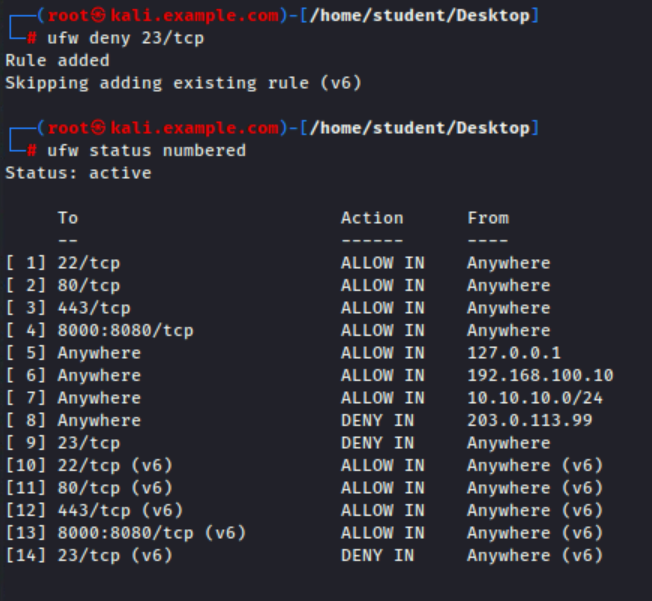 ┌──(root㉿kali.example.com)-[/home/student/Desktop]
└─# ufw deny 23/tcp
Rule added
Skipping adding existing rule (v6)
┌──(root㉿kali.example.com)-[/home/student/Desktop]
└─# ufw status numbered
Status: active
     To                         Action      From
     --                         ------      ----
[ 1] 22/tcp                     ALLOW IN    Anywhere
[ 2] 80/tcp                     ALLOW IN    Anywhere
[ 3] 443/tcp                    ALLOW IN    Anywhere
[ 4] 8000:8080/tcp              ALLOW IN    Anywhere
[ 5] Anywhere                   ALLOW IN    127.0.0.1
[ 6] Anywhere                   ALLOW IN    192.168.100.10
[ 7] Anywhere                   ALLOW IN    10.10.10.0/24
[ 8] Anywhere                   DENY IN     203.0.113.99
[ 9] 23/tcp                     DENY IN     Anywhere
[10] 22/tcp (v6)                ALLOW IN    Anywhere (v6)
[11] 80/tcp (v6)                ALLOW IN    Anywhere (v6)
[12] 443/tcp (v6)               ALLOW IN    Anywhere (v6)
[13] 8000:8080/tcp (v6)         ALLOW IN    Anywhere (v6)
[14] 23/tcp (v6)                DENY IN     Anywhere (v6)